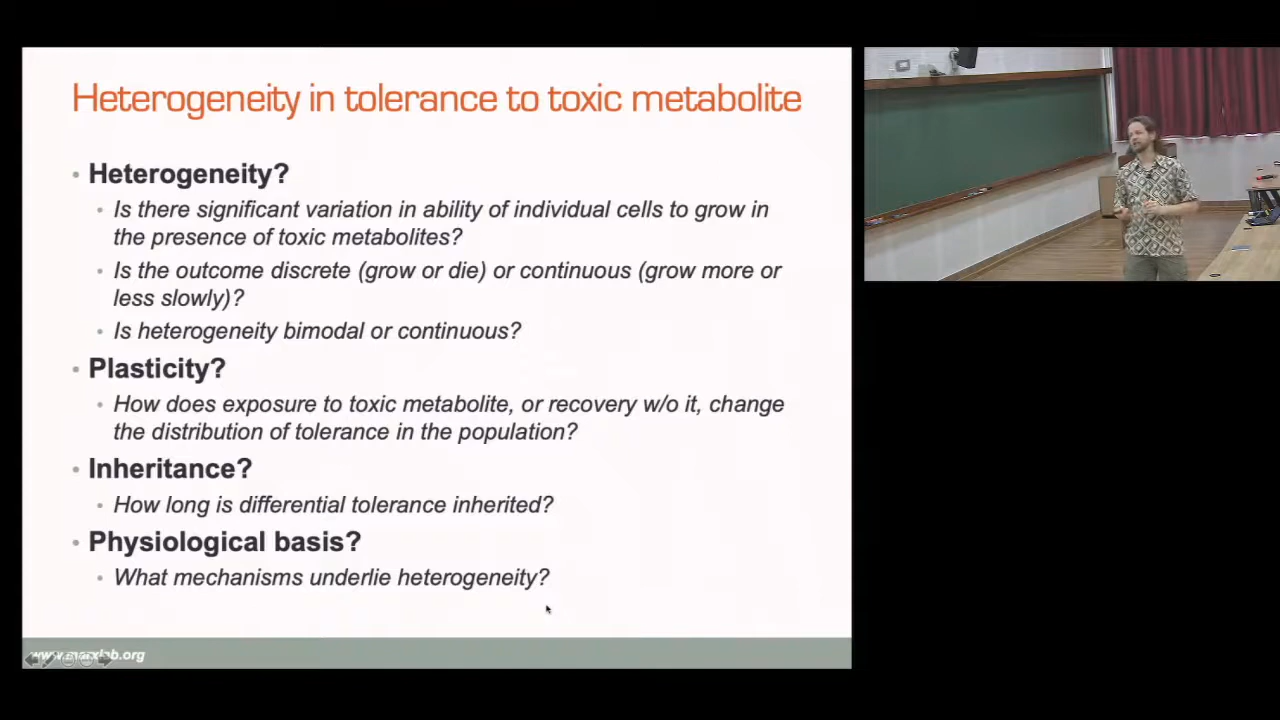 Heterogeneity in tolerance to toxic metabolite
• Heterogeneity?
• Is there significant variation in ability of individual cells to grow in
the presence of toxic metabolites?
• Is the outcome discrete (grow or die) or continuous (grow more or
less slowly)?
• Is heterogeneity bimodal or continuous?
• Plasticity?
• How does exposure to toxic metabolite, or recovery w/o it, change
the distribution of tolerance in the population?
• Inheritance?
• How long is differential tolerance inherited?
• Physiological basis?
• What mechanisms underlie heterogeneity?
www.marxlab.org